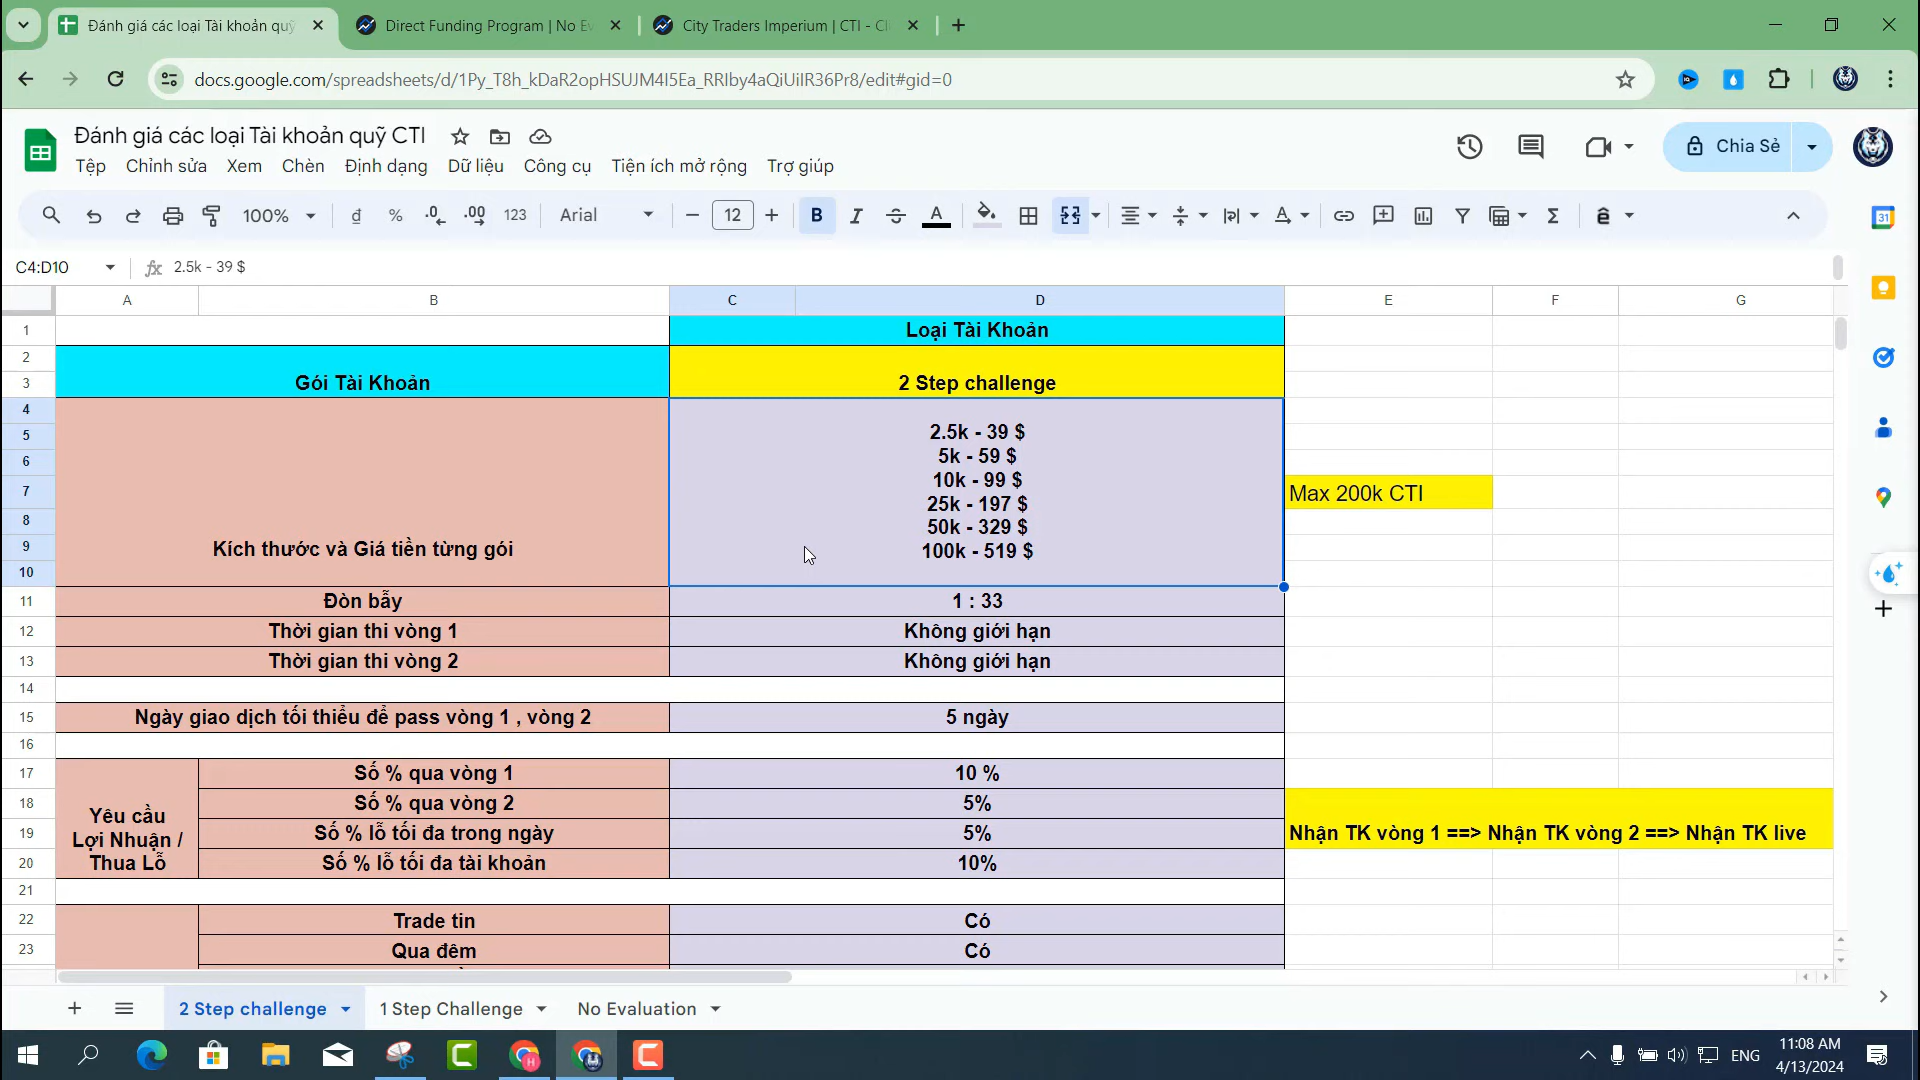 Đánh giá các loại Tài khoản quỹ
Direct Funding Program | No Ev
City Traders Imperium | CTI - Cli
docs.google.com/spreadsheets/d/1Py_T8h_kDaR2opHSUJM4I5Ea_RRIby4aQiUiIR36Pr8/edit#gid=0
Đánh giá các loại Tài khoản quỹ CTI
Tệp Chỉnh sửa Xem Chèn Định dạng Dữ liệu Công cụ Tiện ích mở rộng Trợ giúp
Chia Sẻ
100% đ % .0 .00 123 Arial 12 B I A Σ ê
31
C4:D10 fx 2.5k - 39 $
A B C D E F G
1 Loại Tài Khoản
2
3 Gói Tài Khoản 2 Step challenge
4
5 2.5k - 39 $
6 5k - 59 $
7 10k - 99 $ Max 200k CTI
25k - 197 $
8 50k - 329 $
9 Kích thước và Giá tiền từng gói 100k - 519 $
10
11 Đòn bẫy 1 : 33
12 Thời gian thi vòng 1 Không giới hạn
13 Thời gian thi vòng 2 Không giới hạn
14
15 Ngày giao dịch tối thiểu để pass vòng 1 , vòng 2 5 ngày
16
17 Số % qua vòng 1 10 %
18 Yêu cầu Số % qua vòng 2 5%
19 Lợi Nhuận / Số % lỗ tối đa trong ngày 5% Nhận TK vòng 1 ==> Nhận TK vòng 2 ==> Nhận TK live
20 Thua Lỗ Số % lỗ tối đa tài khoản 10%
21
22 Trade tin Có
23 Qua đêm Có
2 Step challenge 1 Step Challenge No Evaluation
ENG
11:08 AM
4/13/2024